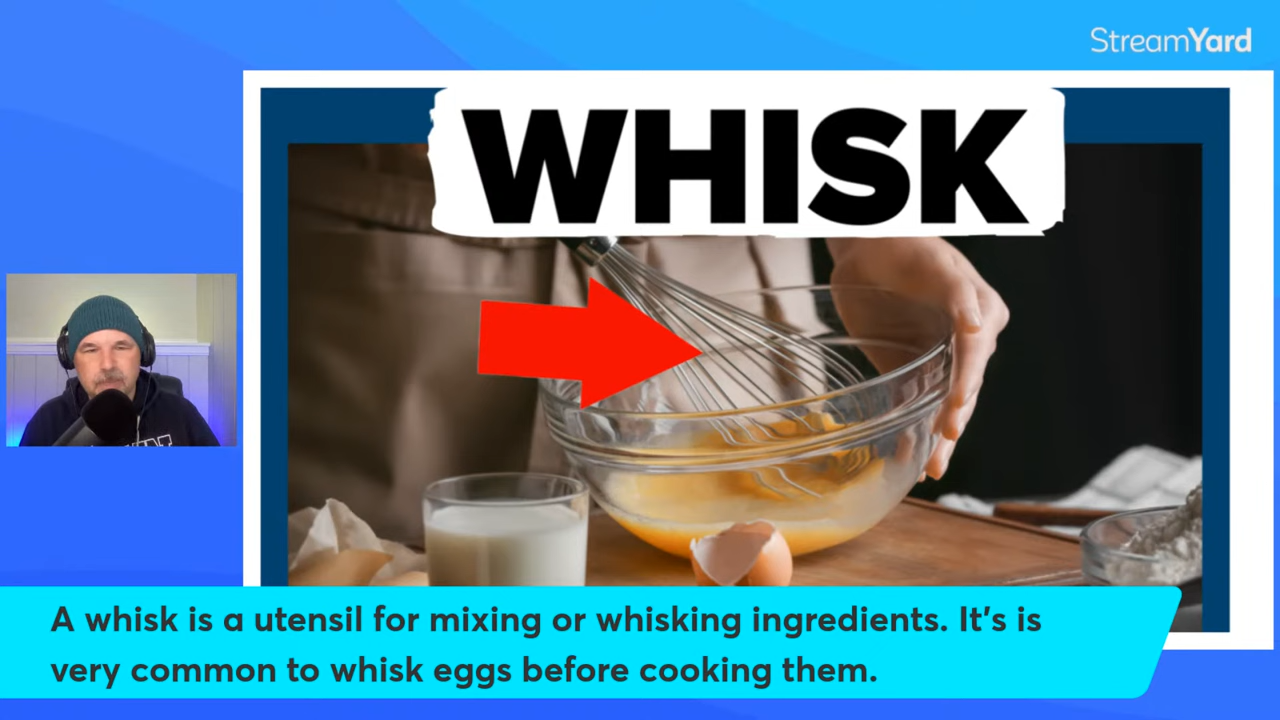 StreamYard
WHISK
A whisk is a utensil for mixing or whisking ingredients. It's is
very common to whisk eggs before cooking them.